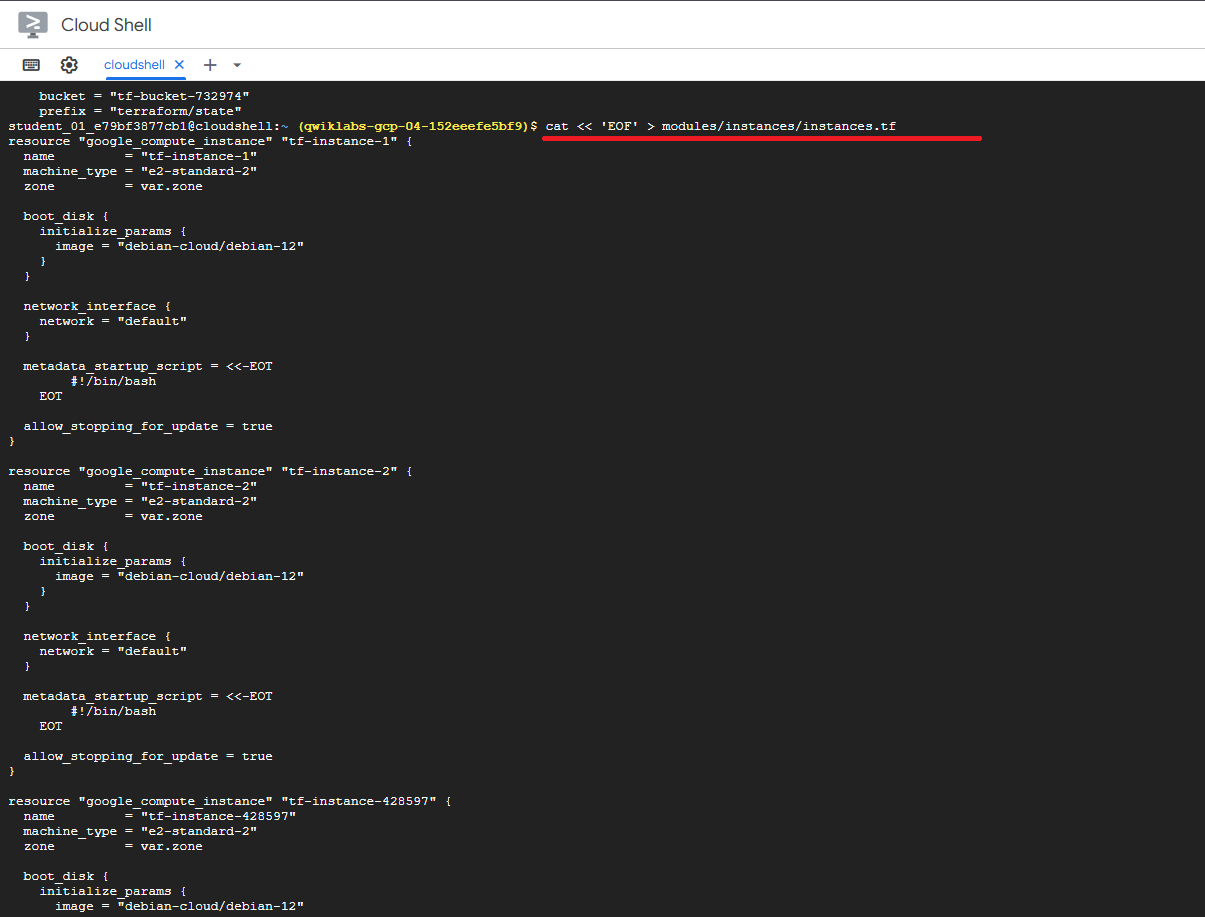 Cloud Shell
cloudshell
    bucket = "tf-bucket-732974"
    prefix = "terraform/state"
student_01_e79bf3877cb1@cloudshell:~ (qwiklabs-gcp-04-152eeefe5bf9)$ cat << 'EOF' > modules/instances/instances.tf
resource "google_compute_instance" "tf-instance-1" {
  name         = "tf-instance-1"
  machine_type = "e2-standard-2"
  zone         = var.zone

  boot_disk {
    initialize_params {
      image = "debian-cloud/debian-12"
    }
  }

  network_interface {
    network = "default"
  }

  metadata_startup_script = <<-EOT
        #!/bin/bash
    EOT

  allow_stopping_for_update = true
}

resource "google_compute_instance" "tf-instance-2" {
  name         = "tf-instance-2"
  machine_type = "e2-standard-2"
  zone         = var.zone

  boot_disk {
    initialize_params {
      image = "debian-cloud/debian-12"
    }
  }

  network_interface {
    network = "default"
  }

  metadata_startup_script = <<-EOT
        #!/bin/bash
    EOT

  allow_stopping_for_update = true
}

resource "google_compute_instance" "tf-instance-428597" {
  name         = "tf-instance-428597"
  machine_type = "e2-standard-2"
  zone         = var.zone

  boot_disk {
    initialize_params {
      image = "debian-cloud/debian-12"